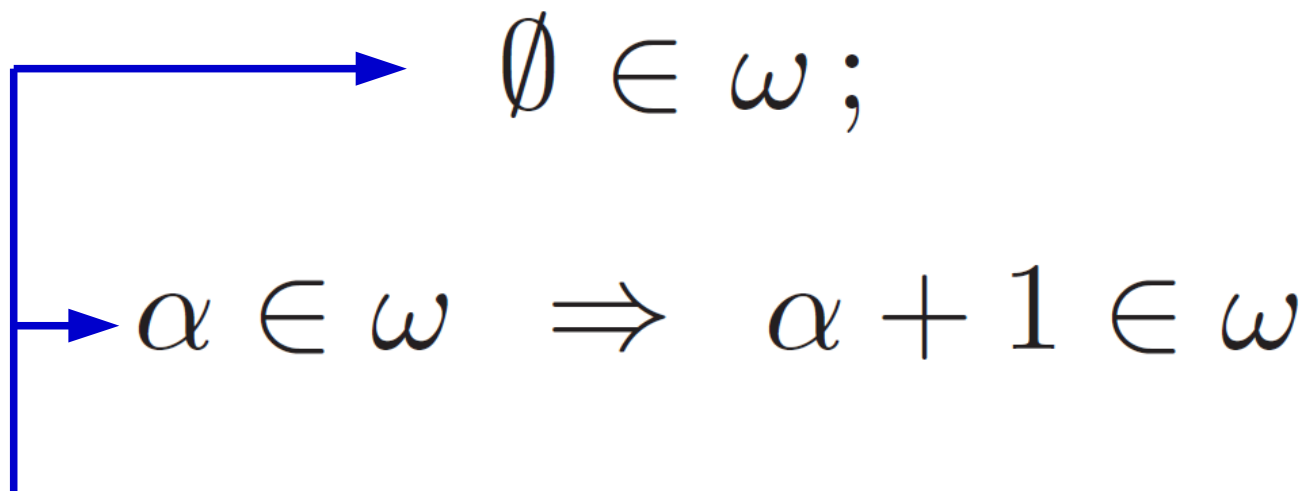 ∅ ∈ ω ;
α ∈ ω ⇒ α + 1 ∈ ω